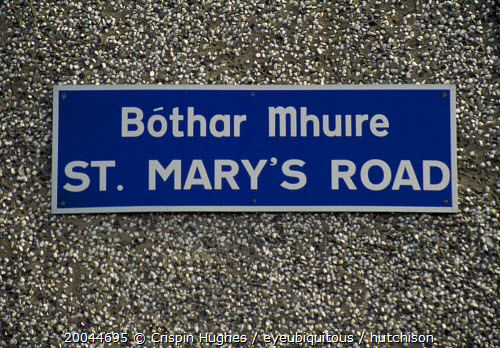 Bóthar Mhuire
ST. MARY'S ROAD
20044695 © Crispin Hughes / eyeubiquitous / hutchison